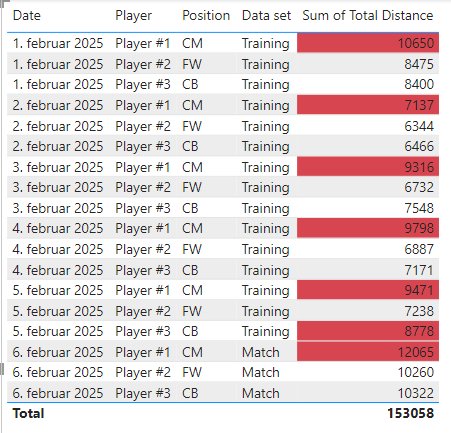 Date Player Position Data set Sum of Total Distance
1. februar 2025 Player #1 CM Training 10650
1. februar 2025 Player #2 FW Training 8475
1. februar 2025 Player #3 CB Training 8400
2. februar 2025 Player #1 CM Training 7137
2. februar 2025 Player #2 FW Training 6344
2. februar 2025 Player #3 CB Training 6466
3. februar 2025 Player #1 CM Training 9316
3. februar 2025 Player #2 FW Training 6732
3. februar 2025 Player #3 CB Training 7548
4. februar 2025 Player #1 CM Training 9798
4. februar 2025 Player #2 FW Training 6887
4. februar 2025 Player #3 CB Training 7171
5. februar 2025 Player #1 CM Training 9471
5. februar 2025 Player #2 FW Training 7238
5. februar 2025 Player #3 CB Training 8778
6. februar 2025 Player #1 CM Match 12065
6. februar 2025 Player #2 FW Match 10260
6. februar 2025 Player #3 CB Match 10322
Total 153058